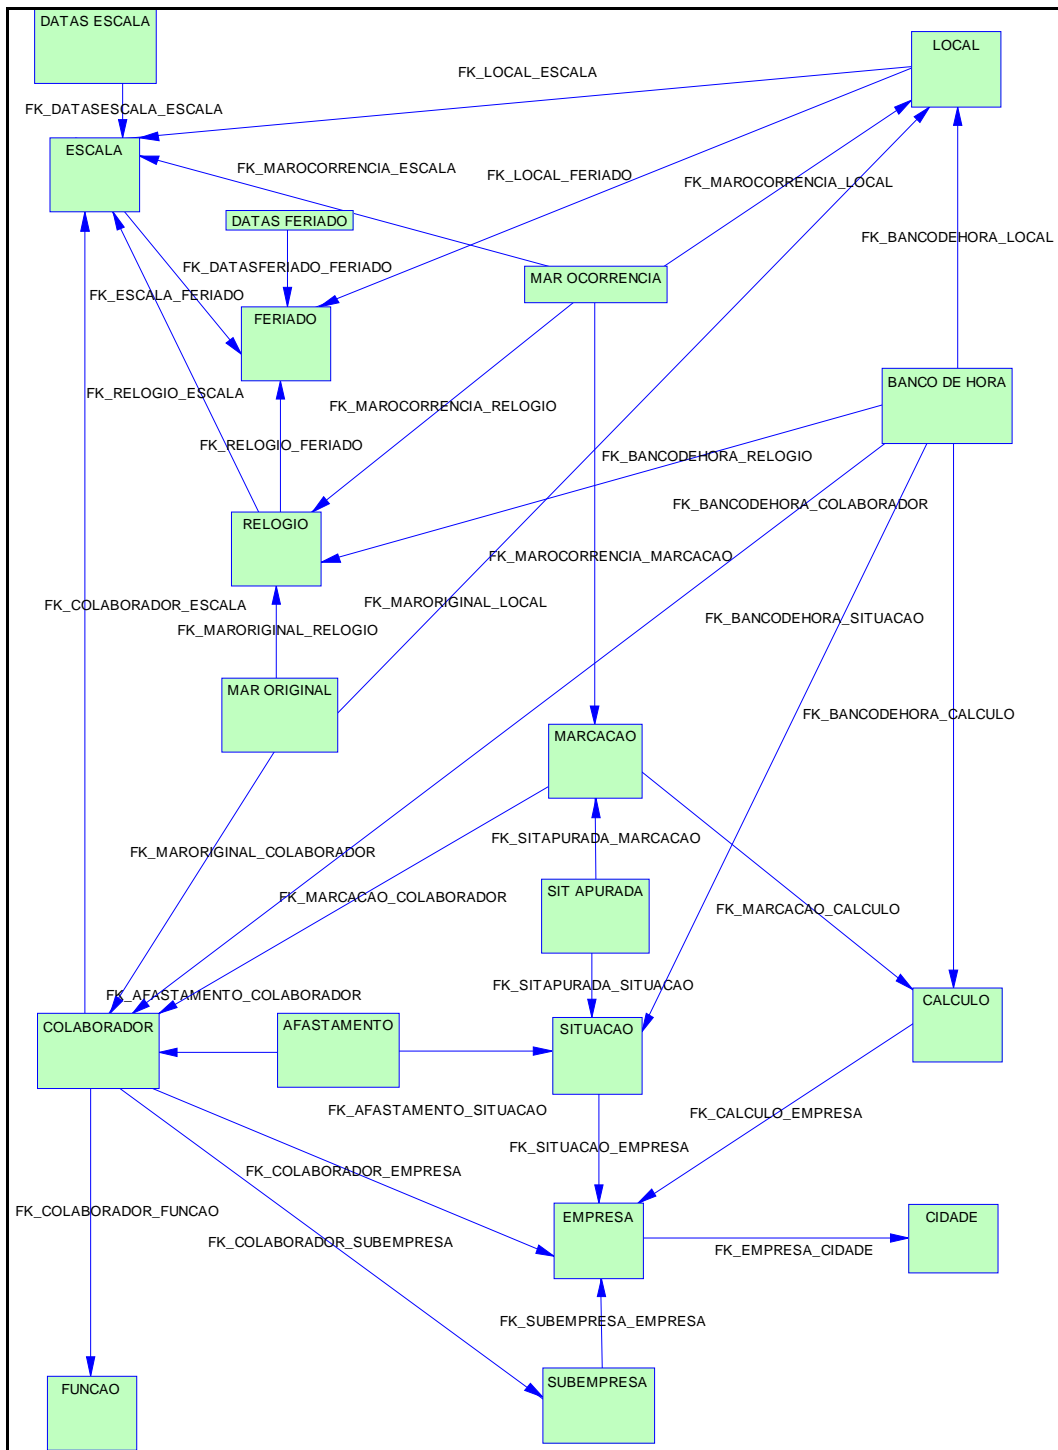 DATAS ESCALA
LOCAL
FK_LOCAL_ESCALA
FK_DATASESCALA_ESCALA
ESCALA
FK_MAROCORRENCIA_ESCALA
FK_LOCAL_FERIADO
FK_MAROCORRENCIA_LOCAL
DATAS FERIADO
FK_BANCODEHORA_LOCAL
FK_DATASFERIADO_FERIADO
MAR OCORRENCIA
FK_ESCALA_FERIADO
FERIADO
BANCO DE HORA
FK_RELOGIO_ESCALA
FK_MAROCORRENCIA_RELOGIO
FK_RELOGIO_FERIADO
FK_BANCODEHORA_RELOGIO
FK_BANCODEHORA_COLABORADOR
RELOGIO
FK_MAROCORRENCIA_MARCACAO
FK_COLABORADOR_ESCALA
FK_MARORIGINAL_LOCAL
FK_BANCODEHORA_SITUACAO
FK_MARORIGINAL_RELOGIO
MAR ORIGINAL
FK_BANCODEHORA_CALCULO
MARCACAO
FK_SITAPURADA_MARCACAO
FK_MARORIGINAL_COLABORADOR
FK_MARCACAO_COLABORADOR
SIT APURADA
FK_MARCACAO_CALCULO
FK_SITAPURADA_SITUACAO
FK_AFASTAMENTO_COLABORADOR
CALCULO
COLABORADOR
AFASTAMENTO
SITUACAO
FK_AFASTAMENTO_SITUACAO
FK_CALCULO_EMPRESA
FK_SITUACAO_EMPRESA
FK_COLABORADOR_EMPRESA
FK_COLABORADOR_FUNCAO
EMPRESA
CIDADE
FK_COLABORADOR_SUBEMPRESA
FK_EMPRESA_CIDADE
FK_SUBEMPRESA_EMPRESA
FUNCAO
SUBEMPRESA